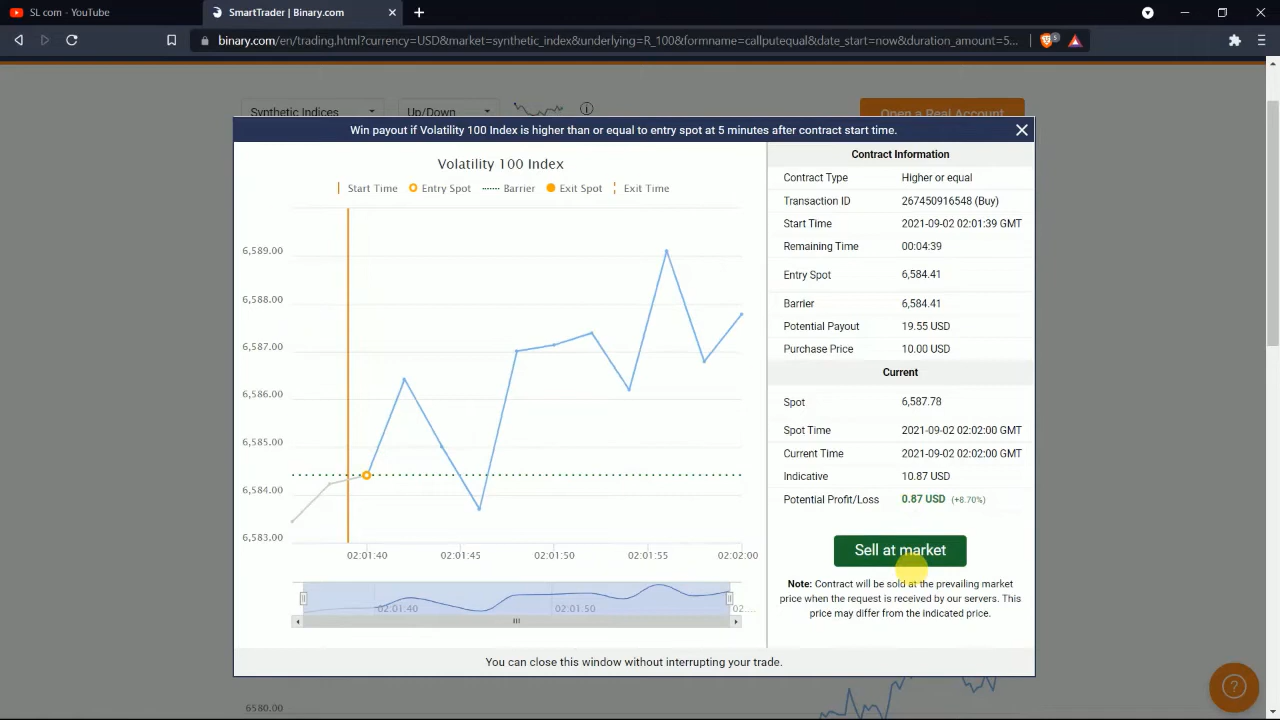 SL com - YouTube
SmartTrader | Binary.com
binary.com/en/trading.html?currency=USD&market=synthetic_index&underlying=R_100&formname=callputequal&date_start=now&duration_amount=5...
5
Synthetic Indices
Up/Down
Open a Real Account
Win payout if Volatility 100 Index is higher than or equal to entry spot at 5 minutes after contract start time.
Volatility 100 Index
Start Time Entry Spot Barrier Exit Spot Exit Time
6,589.00
6,588.00
6,587.00
6,586.00
6,585.00
6,584.00
6,583.00
02:01:40 02:01:45 02:01:50 02:01:55 02:02:00
02:01:40 02:01:50 02:...
Contract Information
Contract Type Higher or equal
Transaction ID 267450916548 (Buy)
Start Time 2021-09-02 02:01:39 GMT
Remaining Time 00:04:39
Entry Spot 6,584.41
Barrier 6,584.41
Potential Payout 19.55 USD
Purchase Price 10.00 USD
Current
Spot 6,587.78
Spot Time 2021-09-02 02:02:00 GMT
Current Time 2021-09-02 02:02:00 GMT
Indicative 10.87 USD
Potential Profit/Loss 0.87 USD (+8.70%)
Sell at market
Note: Contract will be sold at the prevailing market
price when the request is received by our servers. This
price may differ from the indicated price.
You can close this window without interrupting your trade.
6580.00